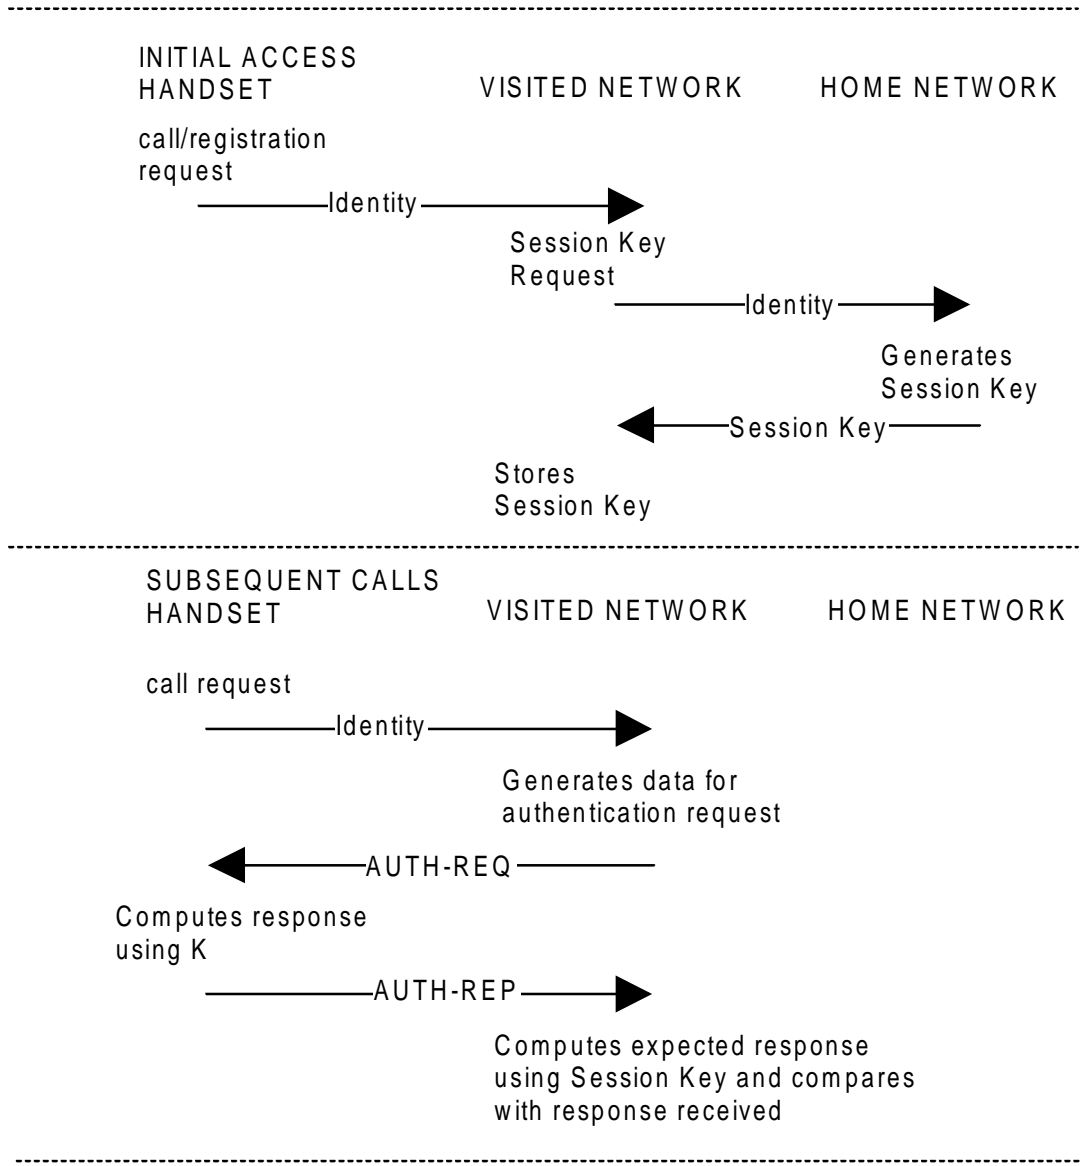 INITIAL ACCESS
HANDSET
VISITED NETWORK
HOME NETWORK
call/registration
request
Identity
Session Key
Request
Identity
Generates
Session Key
Session Key
Stores
Session Key
SUBSEQUENT CALLS
HANDSET
VISITED NETWORK
HOME NETWORK
call request
Identity
Generates data for
authentication request
AUTH-REQ
Computes response
using K
AUTH-REP
Computes expected response
using Session Key and compares
with response received